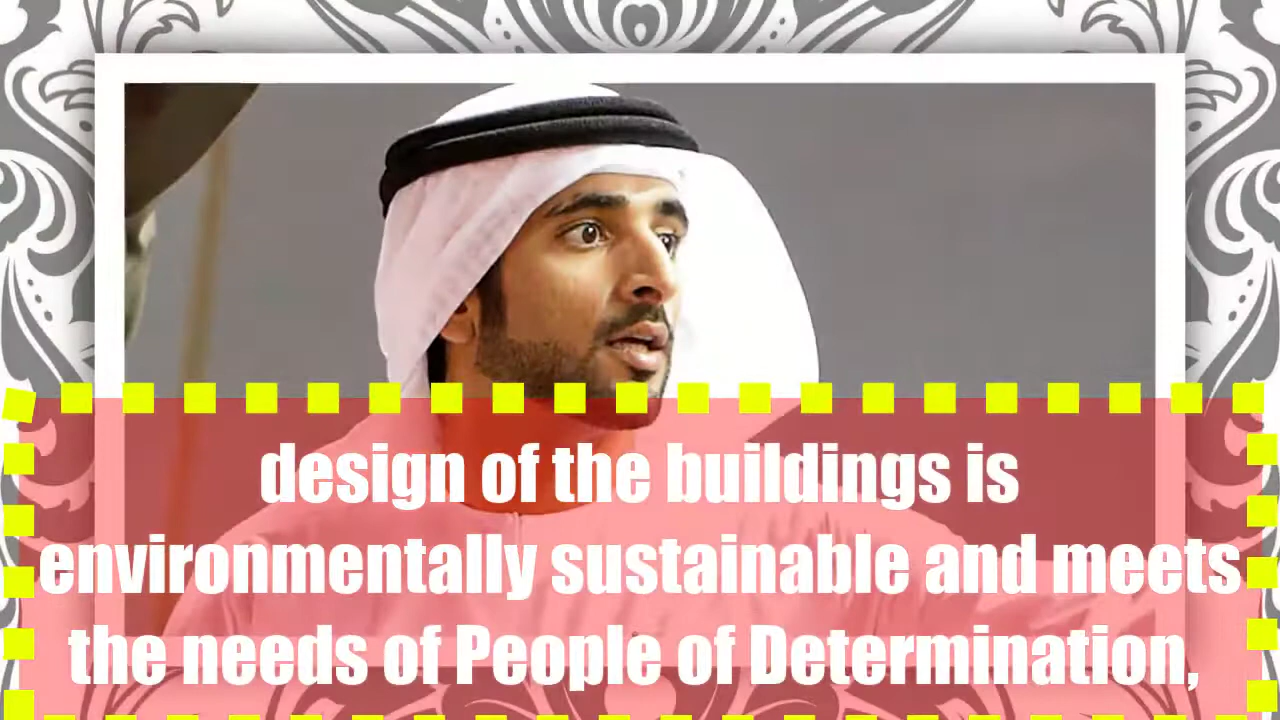 design of the buildings is
environmentally sustainable and meets
the needs of People of Determination,